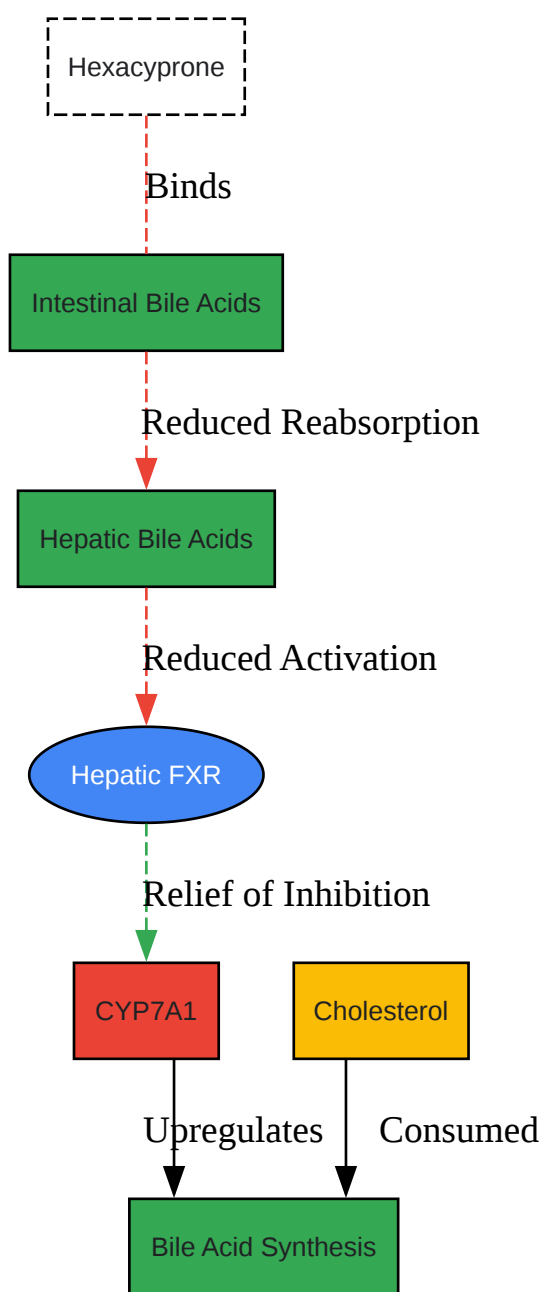 Hexacyprone
Binds
Intestinal Bile Acids
Reduced Reabsorption
Hepatic Bile Acids
Reduced Activation
Hepatic FXR
Relief of Inhibition
CYP7A1
Cholesterol
Upregulates
Consumed
Bile Acid Synthesis